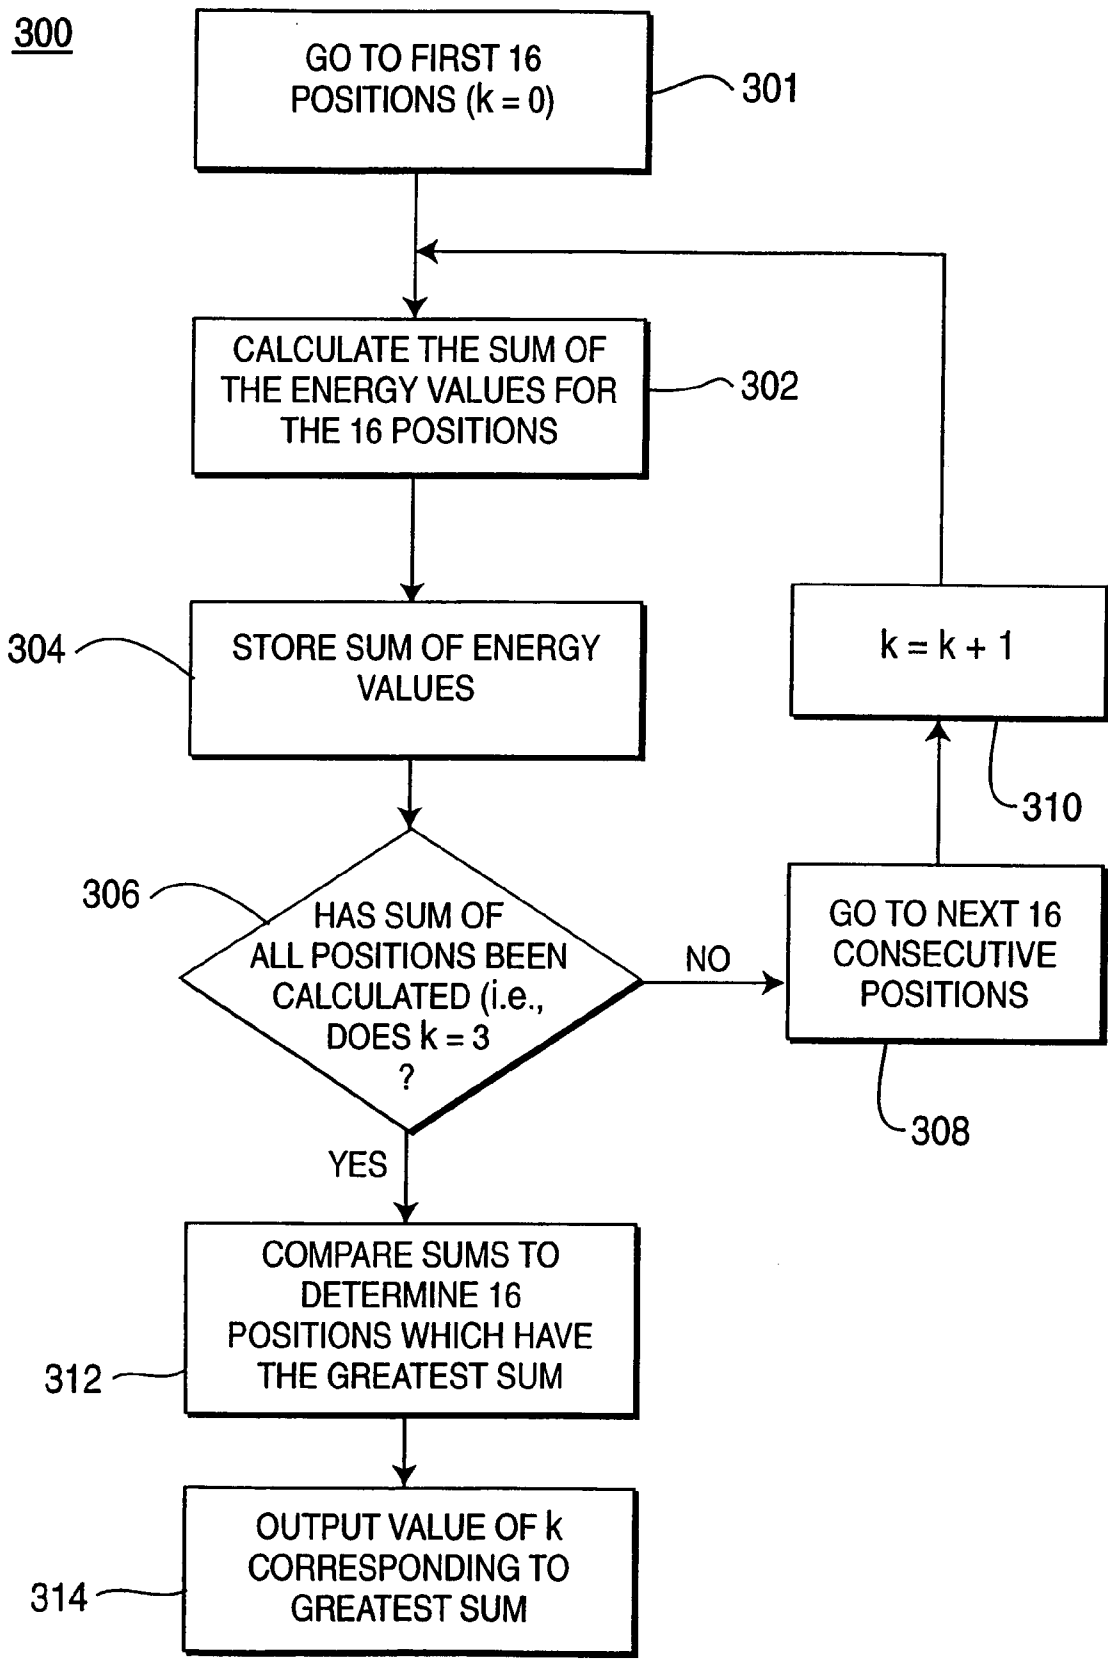 300
GO TO FIRST 16
POSITIONS (k = 0)
301
CALCULATE THE SUM OF
THE ENERGY VALUES FOR
THE 16 POSITIONS
302
STORE SUM OF ENERGY
VALUES
304
k = k + 1
310
306
HAS SUM OF
ALL POSITIONS BEEN
CALCULATED (i.e.,
DOES k = 3
?
NO
GO TO NEXT 16
CONSECUTIVE
POSITIONS
308
YES
COMPARE SUMS TO
DETERMINE 16
POSITIONS WHICH HAVE
THE GREATEST SUM
312
OUTPUT VALUE OF k
CORRESPONDING TO
GREATEST SUM
314